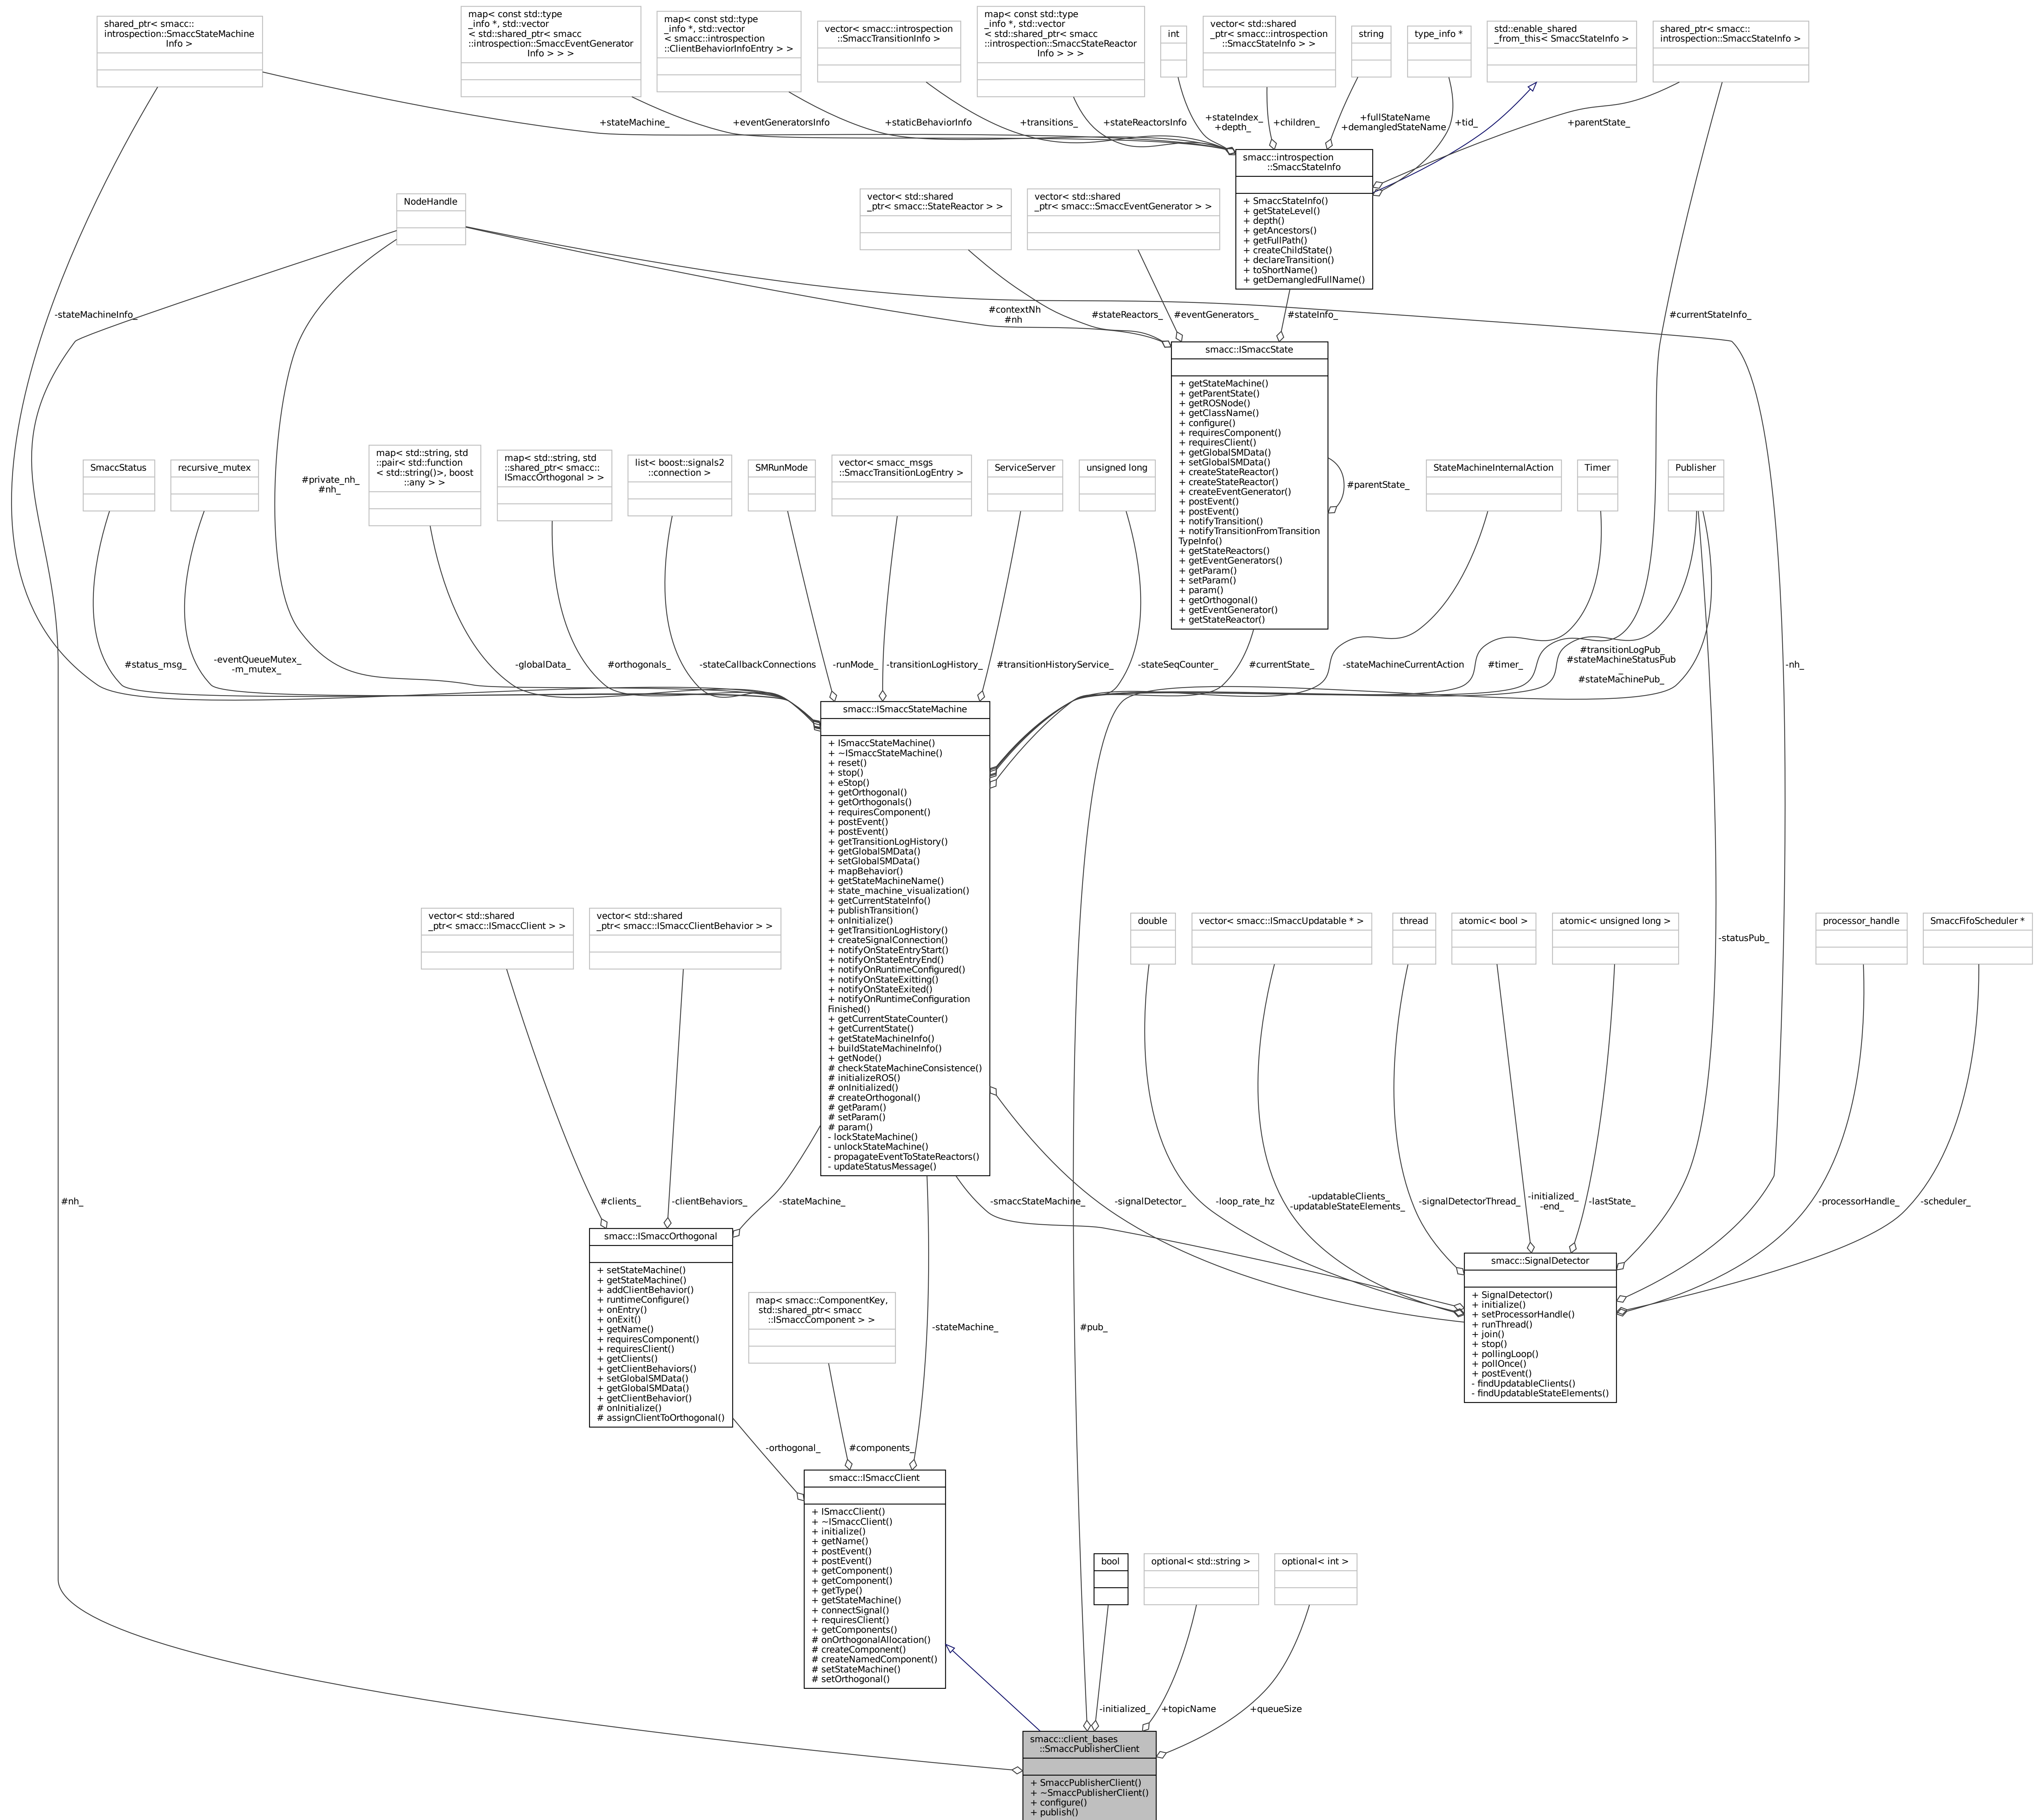 shared_ptr< smacc::
introspection::SmaccStateMachine
Info >
map< const std::type
_info *, std::vector
< std::shared_ptr< smacc
::introspection::SmaccEventGenerator
Info > > >
map< const std::type
_info *, std::vector
< smacc::introspection
::ClientBehaviorInfoEntry > >
vector< smacc::introspection
::SmaccTransitionInfo >
map< const std::type
_info *, std::vector
< std::shared_ptr< smacc
::introspection::SmaccStateReactor
Info > > >
int
vector< std::shared
_ptr< smacc::introspection
::SmaccStateInfo > >
string
type_info *
std::enable_shared
_from_this< SmaccStateInfo >
shared_ptr< smacc::
introspection::SmaccStateInfo >
+stateMachine_
+eventGeneratorsInfo
+staticBehaviorInfo
+transitions_
+stateReactorsInfo
+stateIndex_
+depth_
+children_
+fullStateName
+demangledStateName
+tid_
+parentState_
smacc::introspection
::SmaccStateInfo
+ SmaccStateInfo()
+ getStateLevel()
+ depth()
+ getAncestors()
+ getFullPath()
+ createChildState()
+ declareTransition()
+ toShortName()
+ getDemangledFullName()
NodeHandle
vector< std::shared
_ptr< smacc::StateReactor > >
vector< std::shared
_ptr< smacc::SmaccEventGenerator > >
-stateMachineInfo_
#contextNh
#nh
#stateReactors_
#eventGenerators_
#stateInfo_
#currentStateInfo_
smacc::ISmaccState
+ getStateMachine()
+ getParentState()
+ getROSNode()
+ getClassName()
+ configure()
+ requiresComponent()
+ requiresClient()
+ getGlobalSMData()
+ setGlobalSMData()
+ createStateReactor()
+ createStateReactor()
+ createEventGenerator()
+ postEvent()
+ postEvent()
+ notifyTransition()
+ notifyTransitionFromTransition
TypeInfo()
+ getStateReactors()
+ getEventGenerators()
+ getParam()
+ setParam()
+ param()
+ getOrthogonal()
+ getEventGenerator()
+ getStateReactor()
#parentState_
SmaccStatus
recursive_mutex
#private_nh_
#nh_
map< std::string, std
::pair< std::function
< std::string()>, boost
::any > >
map< std::string, std
::shared_ptr< smacc::
ISmaccOrthogonal > >
list< boost::signals2
::connection >
SMRunMode
vector< smacc_msgs
::SmaccTransitionLogEntry >
ServiceServer
unsigned long
StateMachineInternalAction
Timer
Publisher
#status_msg_
-eventQueueMutex_
-m_mutex_
-globalData_
#orthogonals_
-stateCallbackConnections
-runMode_
-transitionLogHistory_
#transitionHistoryService_
-stateSeqCounter_
#currentState_
-stateMachineCurrentAction
#timer_
#transitionLogPub_
#stateMachineStatusPub
_
#stateMachinePub_
-nh_
smacc::ISmaccStateMachine
+ ISmaccStateMachine()
+ ~ISmaccStateMachine()
+ reset()
+ stop()
+ eStop()
+ getOrthogonal()
+ getOrthogonals()
+ requiresComponent()
+ postEvent()
+ postEvent()
+ getTransitionLogHistory()
+ getGlobalSMData()
+ setGlobalSMData()
+ mapBehavior()
+ getStateMachineName()
+ state_machine_visualization()
+ getCurrentStateInfo()
+ publishTransition()
+ onInitialize()
+ getTransitionLogHistory()
+ createSignalConnection()
+ notifyOnStateEntryStart()
+ notifyOnStateEntryEnd()
+ notifyOnRuntimeConfigured()
+ notifyOnStateExitting()
+ notifyOnStateExited()
+ notifyOnRuntimeConfiguration
Finished()
+ getCurrentStateCounter()
+ getCurrentState()
+ getStateMachineInfo()
+ buildStateMachineInfo()
+ getNode()
# checkStateMachineConsistence()
# initializeROS()
# onInitialized()
# createOrthogonal()
# getParam()
# setParam()
# param()
- lockStateMachine()
- unlockStateMachine()
- propagateEventToStateReactors()
- updateStatusMessage()
vector< std::shared
_ptr< smacc::ISmaccClient > >
vector< std::shared
_ptr< smacc::ISmaccClientBehavior > >
double
vector< smacc::ISmaccUpdatable * >
thread
atomic< bool >
atomic< unsigned long >
-statusPub_
processor_handle
SmaccFifoScheduler *
#nh_
#clients_
-clientBehaviors_
-stateMachine_
-smaccStateMachine_
-signalDetector_
-loop_rate_hz
-updatableClients_
-updatableStateElements_
-signalDetectorThread_
-initialized_
-end_
-lastState_
-processorHandle_
-scheduler_
smacc::ISmaccOrthogonal
+ setStateMachine()
+ getStateMachine()
+ addClientBehavior()
+ runtimeConfigure()
+ onEntry()
+ onExit()
+ getName()
+ requiresComponent()
+ requiresClient()
+ getClients()
+ getClientBehaviors()
+ setGlobalSMData()
+ getGlobalSMData()
+ getClientBehavior()
# onInitialize()
# assignClientToOrthogonal()
smacc::SignalDetector
+ SignalDetector()
+ initialize()
+ setProcessorHandle()
+ runThread()
+ join()
+ stop()
+ pollingLoop()
+ pollOnce()
+ postEvent()
- findUpdatableClients()
- findUpdatableStateElements()
map< smacc::ComponentKey,
std::shared_ptr< smacc
::ISmaccComponent > >
-stateMachine_
#pub_
-orthogonal_
#components_
smacc::ISmaccClient
+ ISmaccClient()
+ ~ISmaccClient()
+ initialize()
+ getName()
+ postEvent()
+ postEvent()
+ getComponent()
+ getComponent()
+ getType()
+ getStateMachine()
+ connectSignal()
+ requiresClient()
+ getComponents()
# onOrthogonalAllocation()
# createComponent()
# createNamedComponent()
# setStateMachine()
# setOrthogonal()
bool
optional< std::string >
optional< int >
-initialized_
+topicName
+queueSize
smacc::client_bases
::SmaccPublisherClient
+ SmaccPublisherClient()
+ ~SmaccPublisherClient()
+ configure()
+ publish()